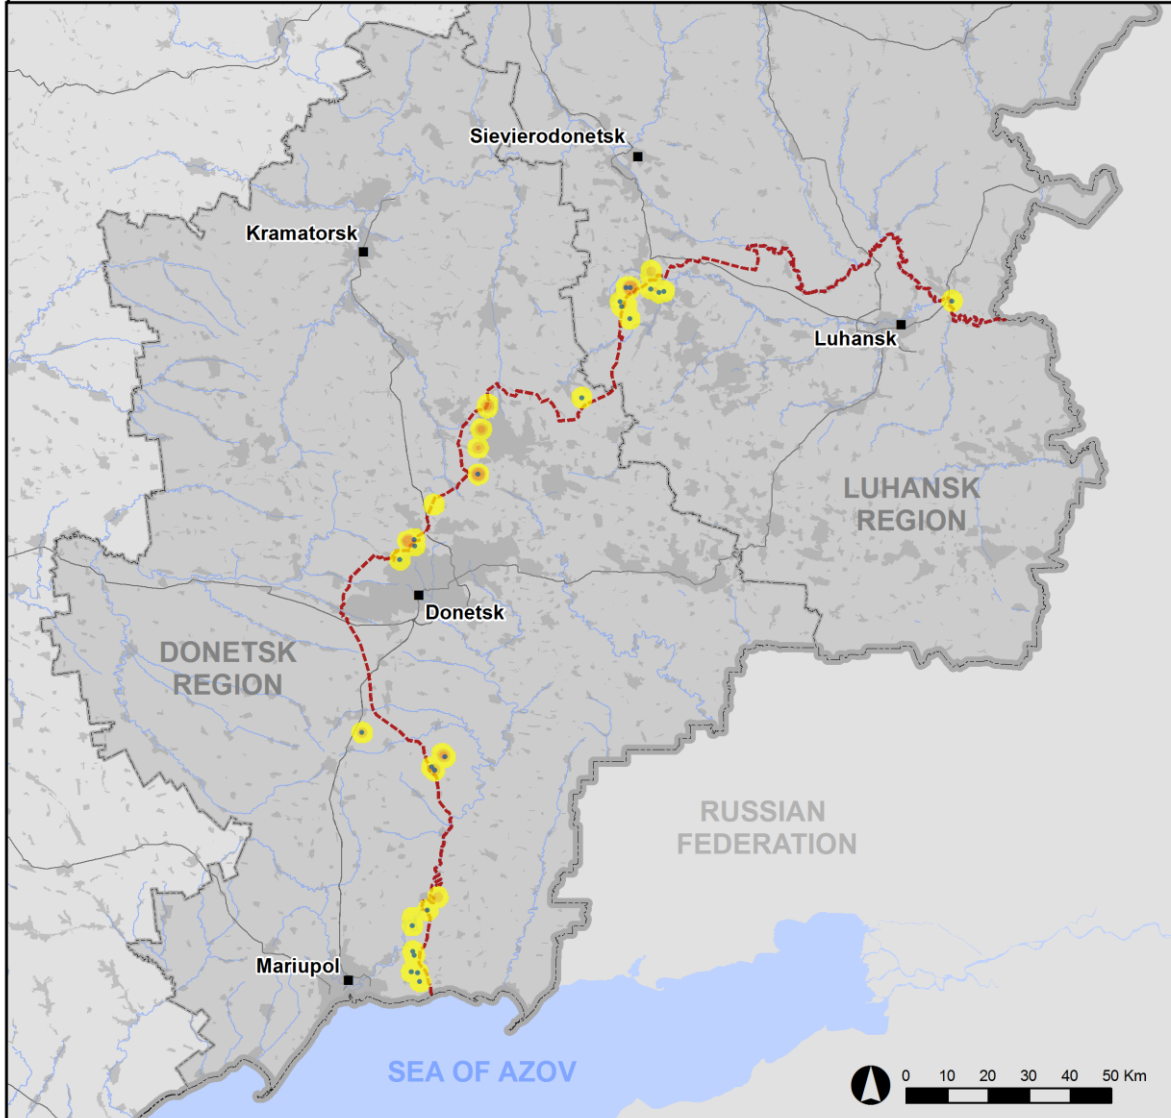 Sievierodonetsk
Kramatorsk
Luhansk
LUHANSK
REGION
Donetsk
DONETSK
REGION
RUSSIAN
FEDERATION
Mariupol
SEA OF AZOV
0 10 20 30 40 50 Km